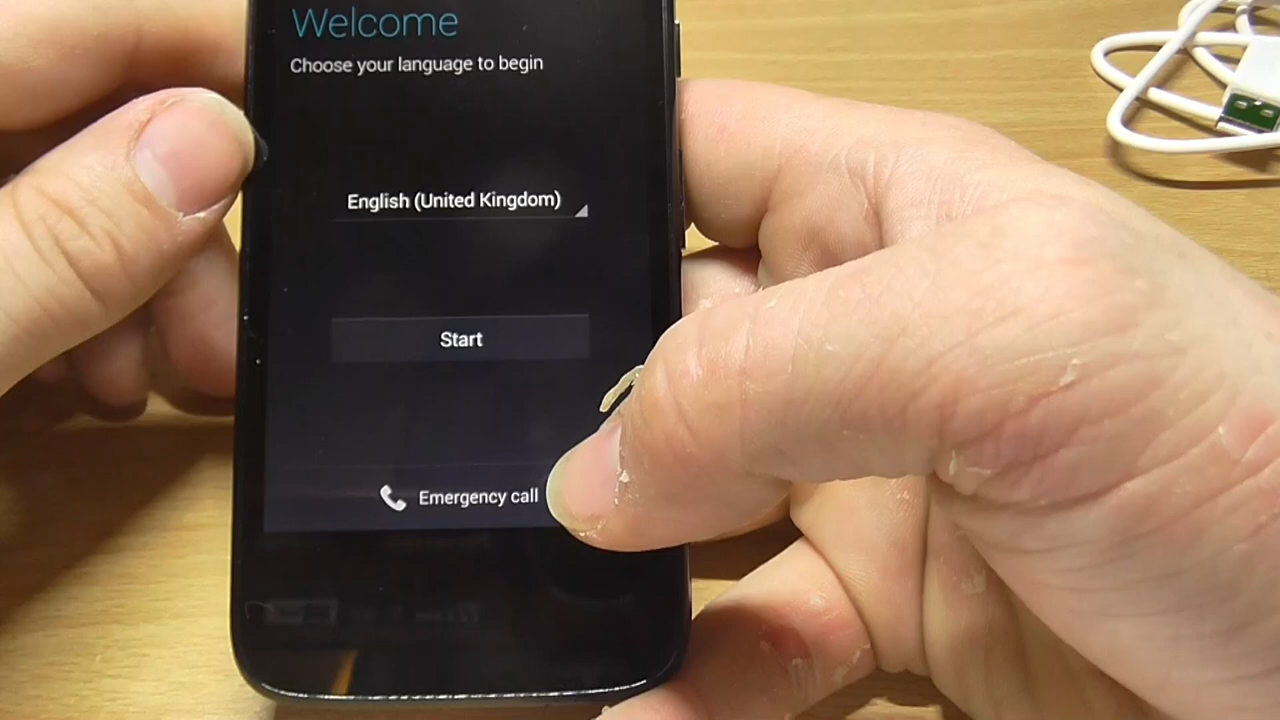 Welcome
Choose your language to begin
English (United Kingdom)
Start
Emergency call